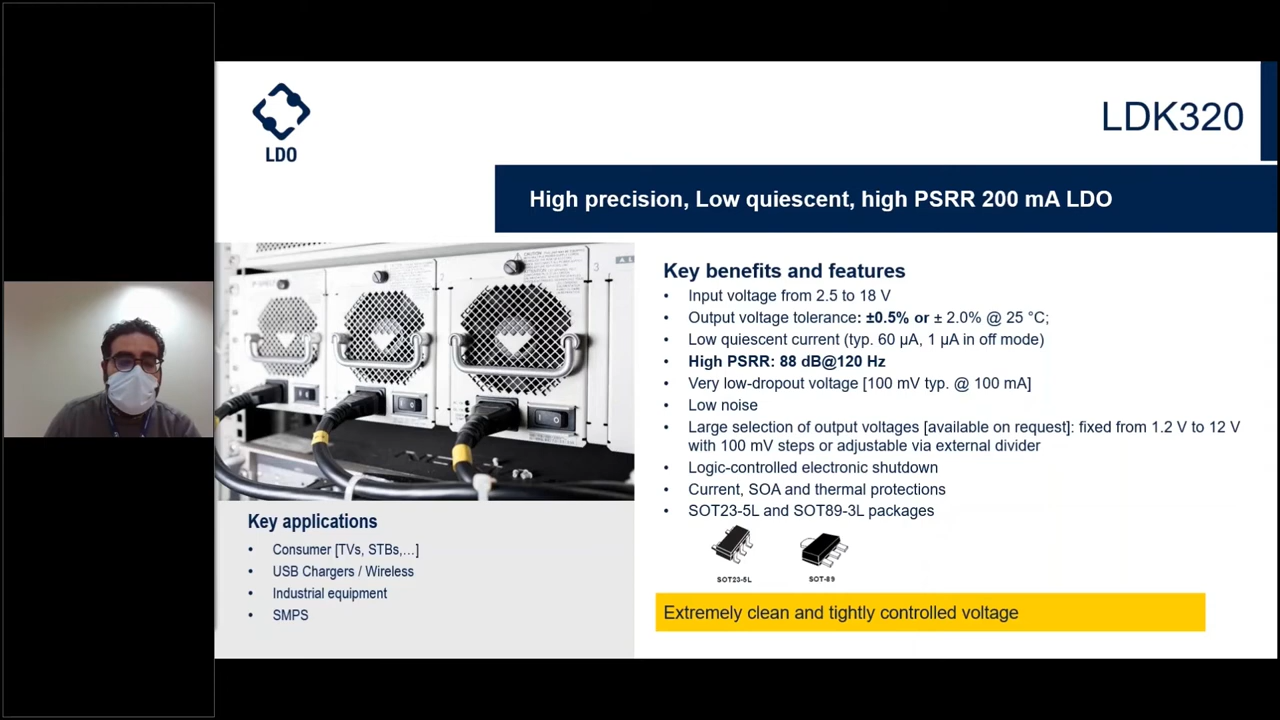 LDO
LDK320
High precision, Low quiescent, high PSRR 200 mA LDO
Key benefits and features
• Input voltage from 2.5 to 18 V
• Output voltage tolerance: ±0.5% or ± 2.0% @ 25 °C;
• Low quiescent current (typ. 60 µA, 1 µA in off mode)
• High PSRR: 88 dB@120 Hz
• Very low-dropout voltage [100 mV typ. @ 100 mA]
• Low noise
• Large selection of output voltages [available on request]: fixed from 1.2 V to 12 V
with 100 mV steps or adjustable via external divider
• Logic-controlled electronic shutdown
• Current, SOA and thermal protections
• SOT23-5L and SOT89-3L packages
SOT23-5L
SOT-89
Extremely clean and tightly controlled voltage
Key applications
• Consumer [TVs, STBs,…]
• USB Chargers / Wireless
• Industrial equipment
• SMPS